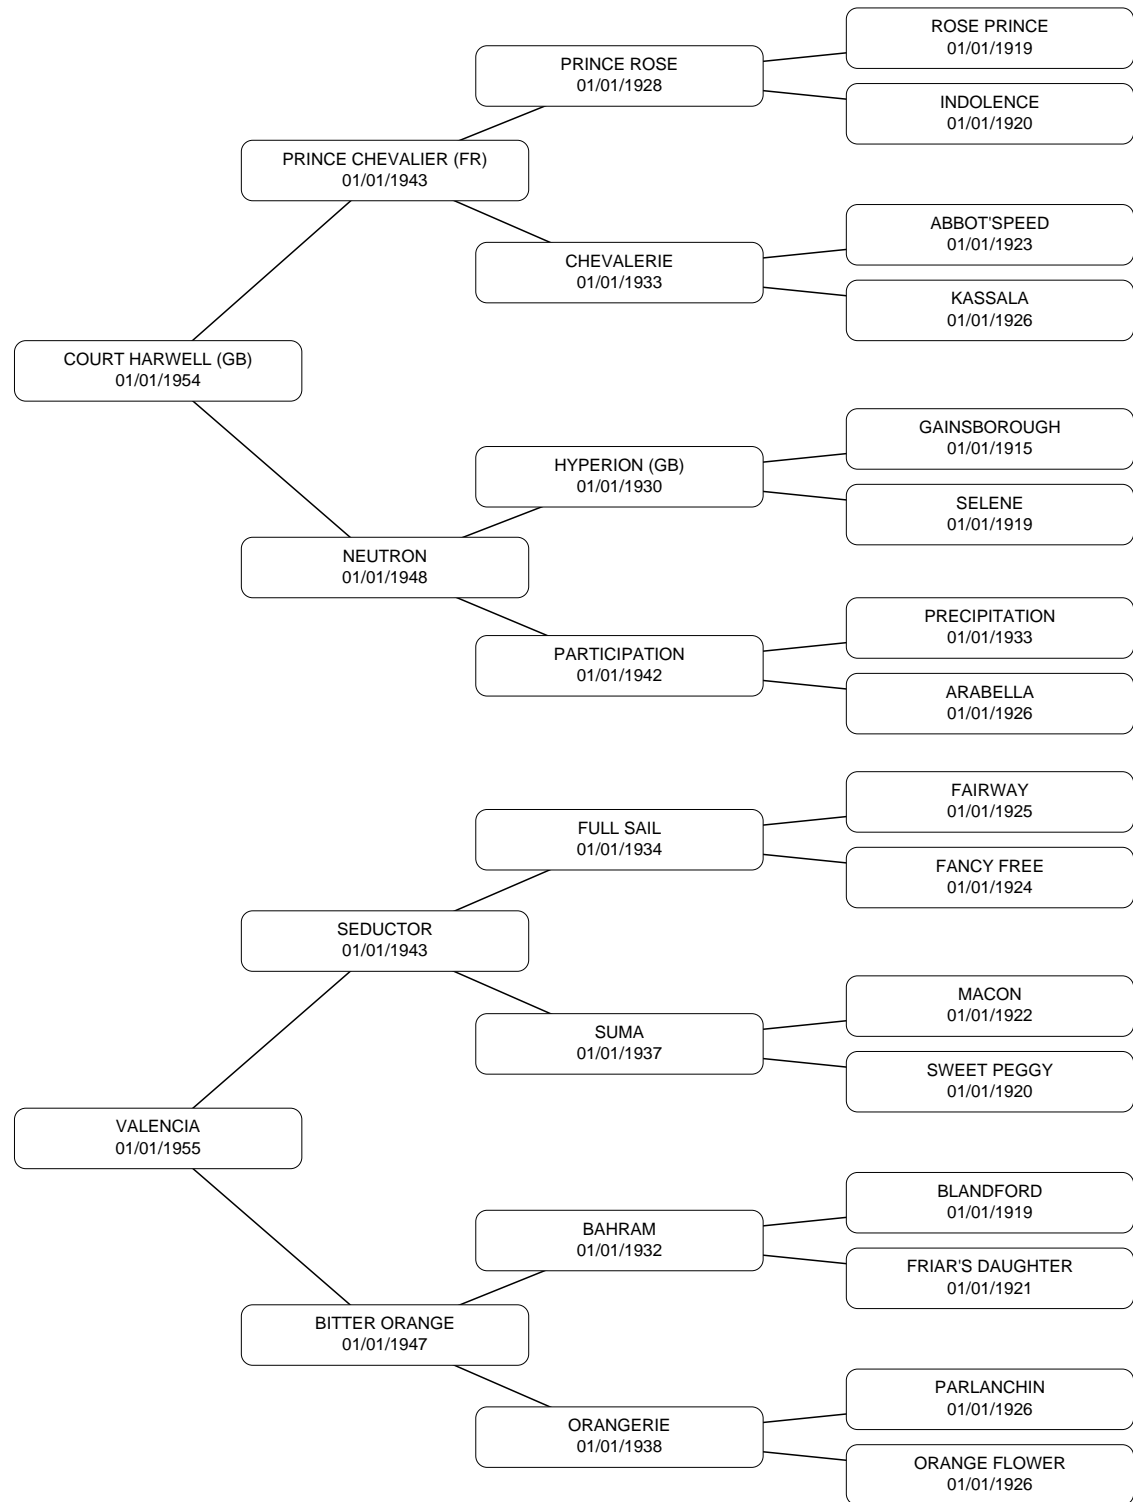 ROSE PRINCE
01/01/1919
PRINCE ROSE
01/01/1928
INDOLENCE
01/01/1920
PRINCE CHEVALIER (FR)
01/01/1943
ABBOT'SPEED
01/01/1923
CHEVALERIE
01/01/1933
KASSALA
01/01/1926
COURT HARWELL (GB)
01/01/1954
GAINSBOROUGH
01/01/1915
HYPERION (GB)
01/01/1930
SELENE
01/01/1919
NEUTRON
01/01/1948
PRECIPITATION
01/01/1933
PARTICIPATION
01/01/1942
ARABELLA
01/01/1926
FAIRWAY
01/01/1925
FULL SAIL
01/01/1934
FANCY FREE
01/01/1924
SEDUCTOR
01/01/1943
MACON
01/01/1922
SUMA
01/01/1937
SWEET PEGGY
01/01/1920
VALENCIA
01/01/1955
BLANDFORD
01/01/1919
BAHRAM
01/01/1932
FRIAR'S DAUGHTER
01/01/1921
BITTER ORANGE
01/01/1947
PARLANCHIN
01/01/1926
ORANGERIE
01/01/1938
ORANGE FLOWER
01/01/1926